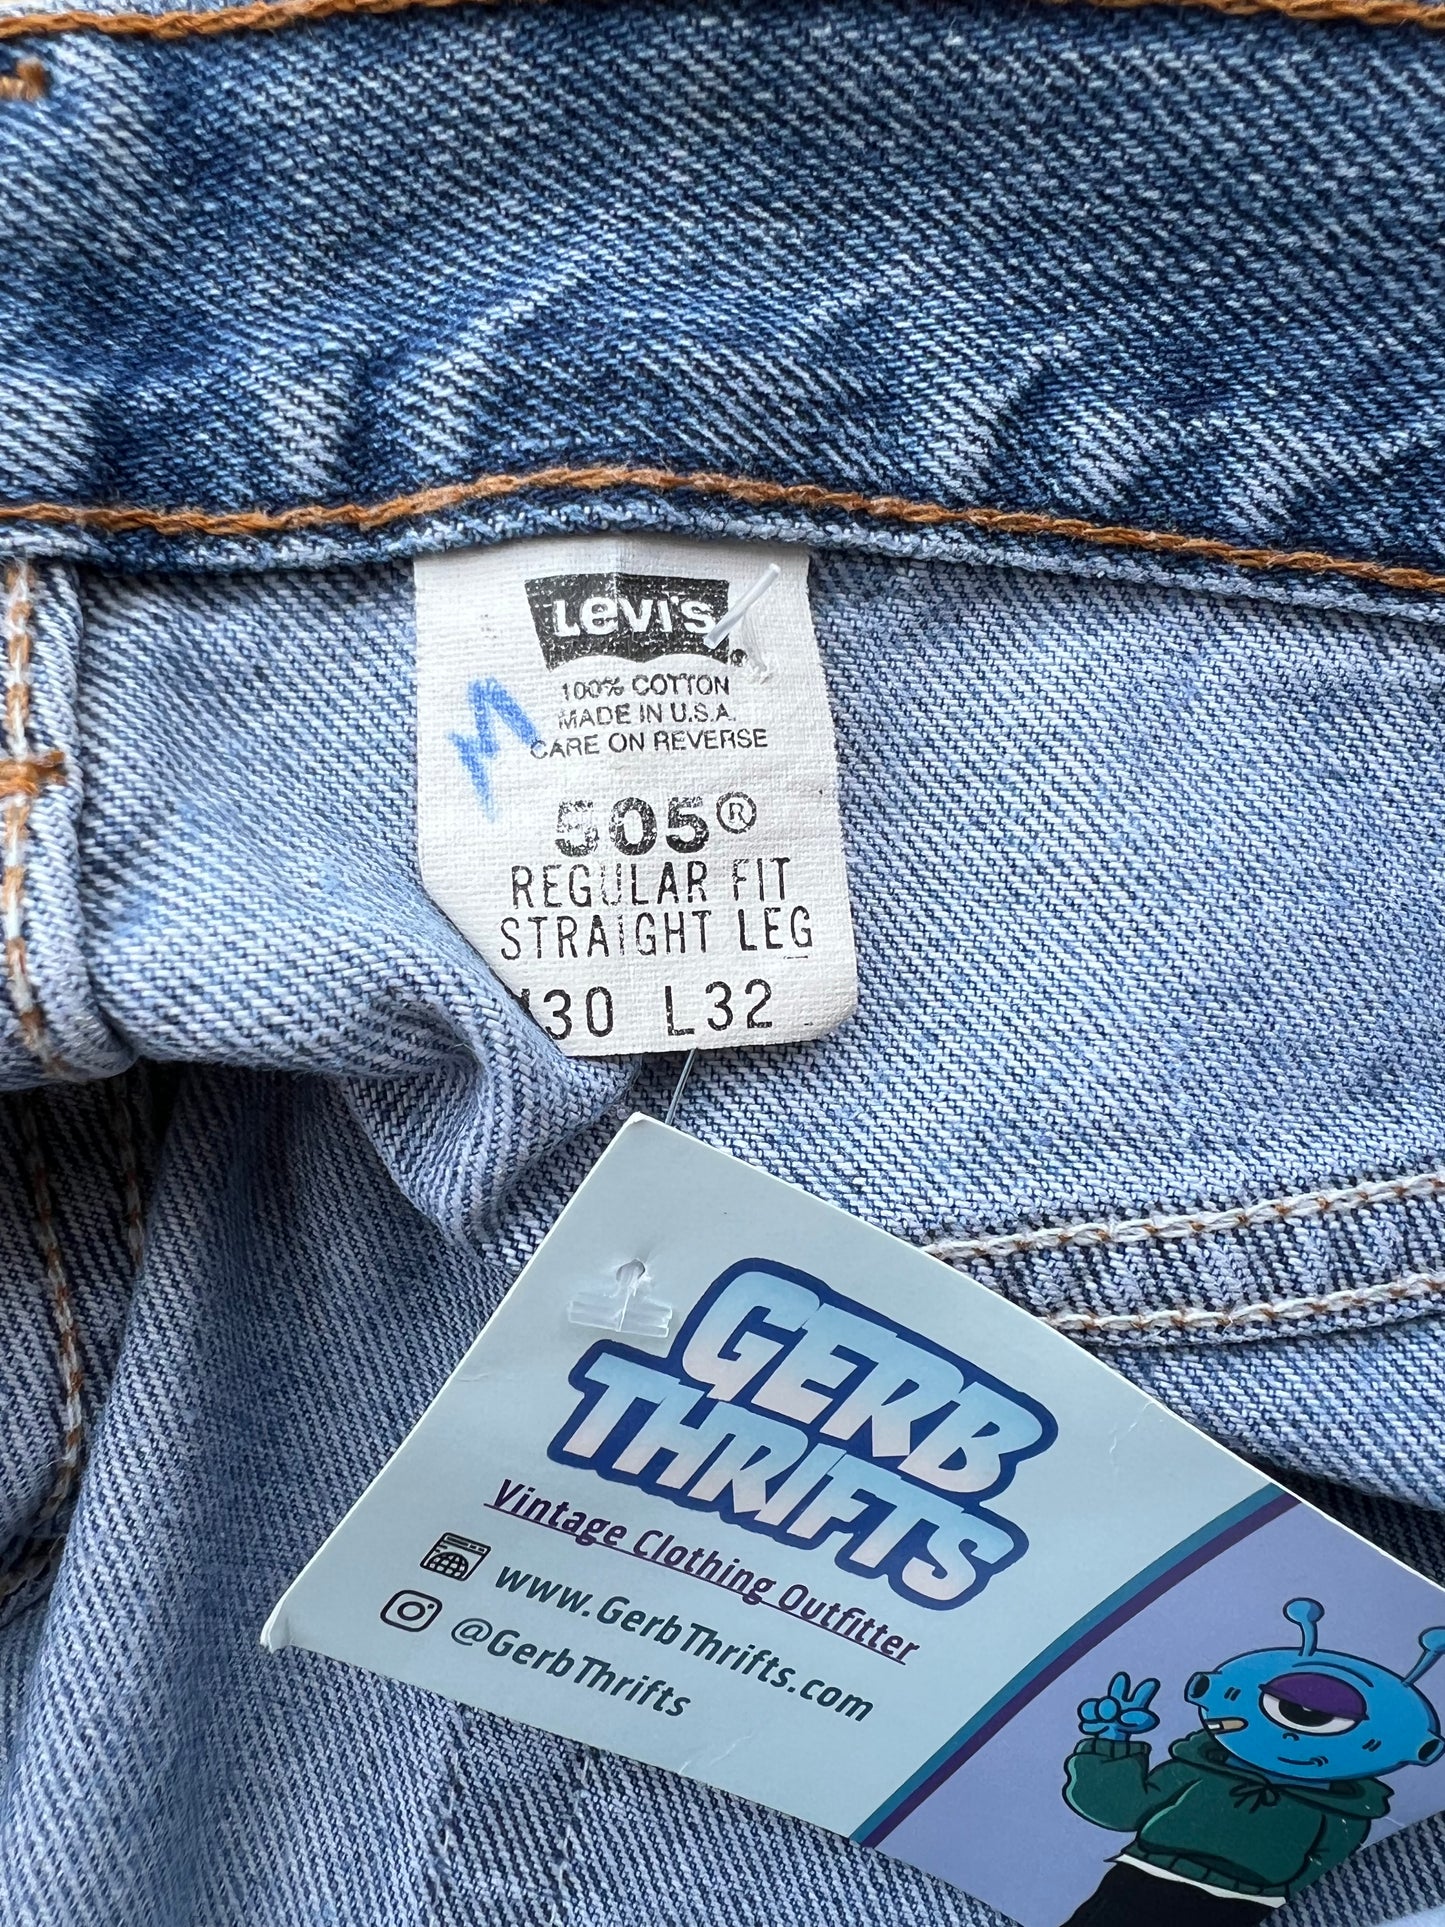 Levi's®
100% COTTON
MADE IN U.S.A.
CARE ON REVERSE
M
505®
REGULAR FIT
STRAIGHT LEG
30 L32
GERB
THRIFTS
Vintage Clothing Outfitter
www.GerbThrifts.com
@GerbThrifts